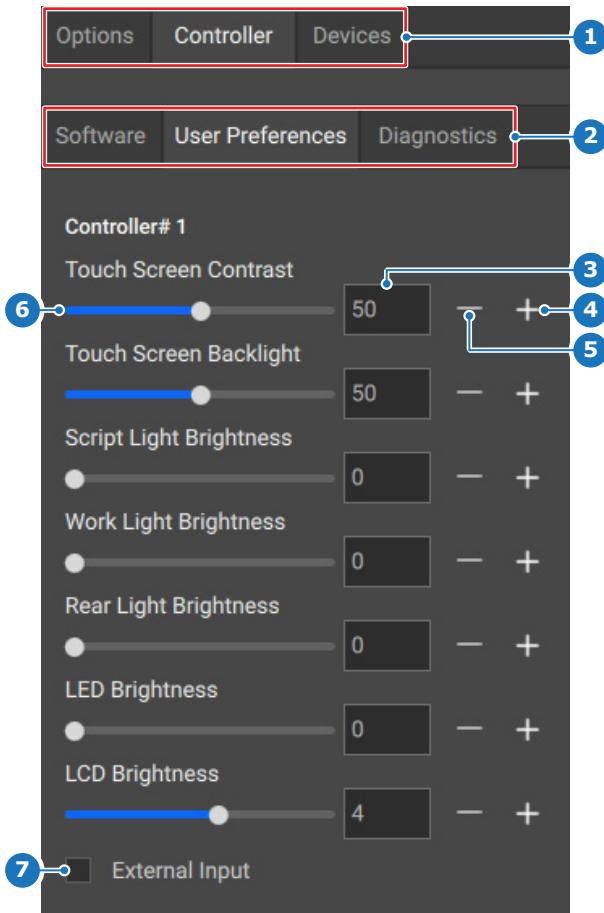 Options Controller Devices 1
Software User Preferences Diagnostics 2
Controller# 1
Touch Screen Contrast
3
6 50 — + 4
5
Touch Screen Backlight
50 — +
Script Light Brightness
0 — +
Work Light Brightness
0 — +
Rear Light Brightness
0 — +
LED Brightness
0 — +
LCD Brightness
4 — +
7 External Input